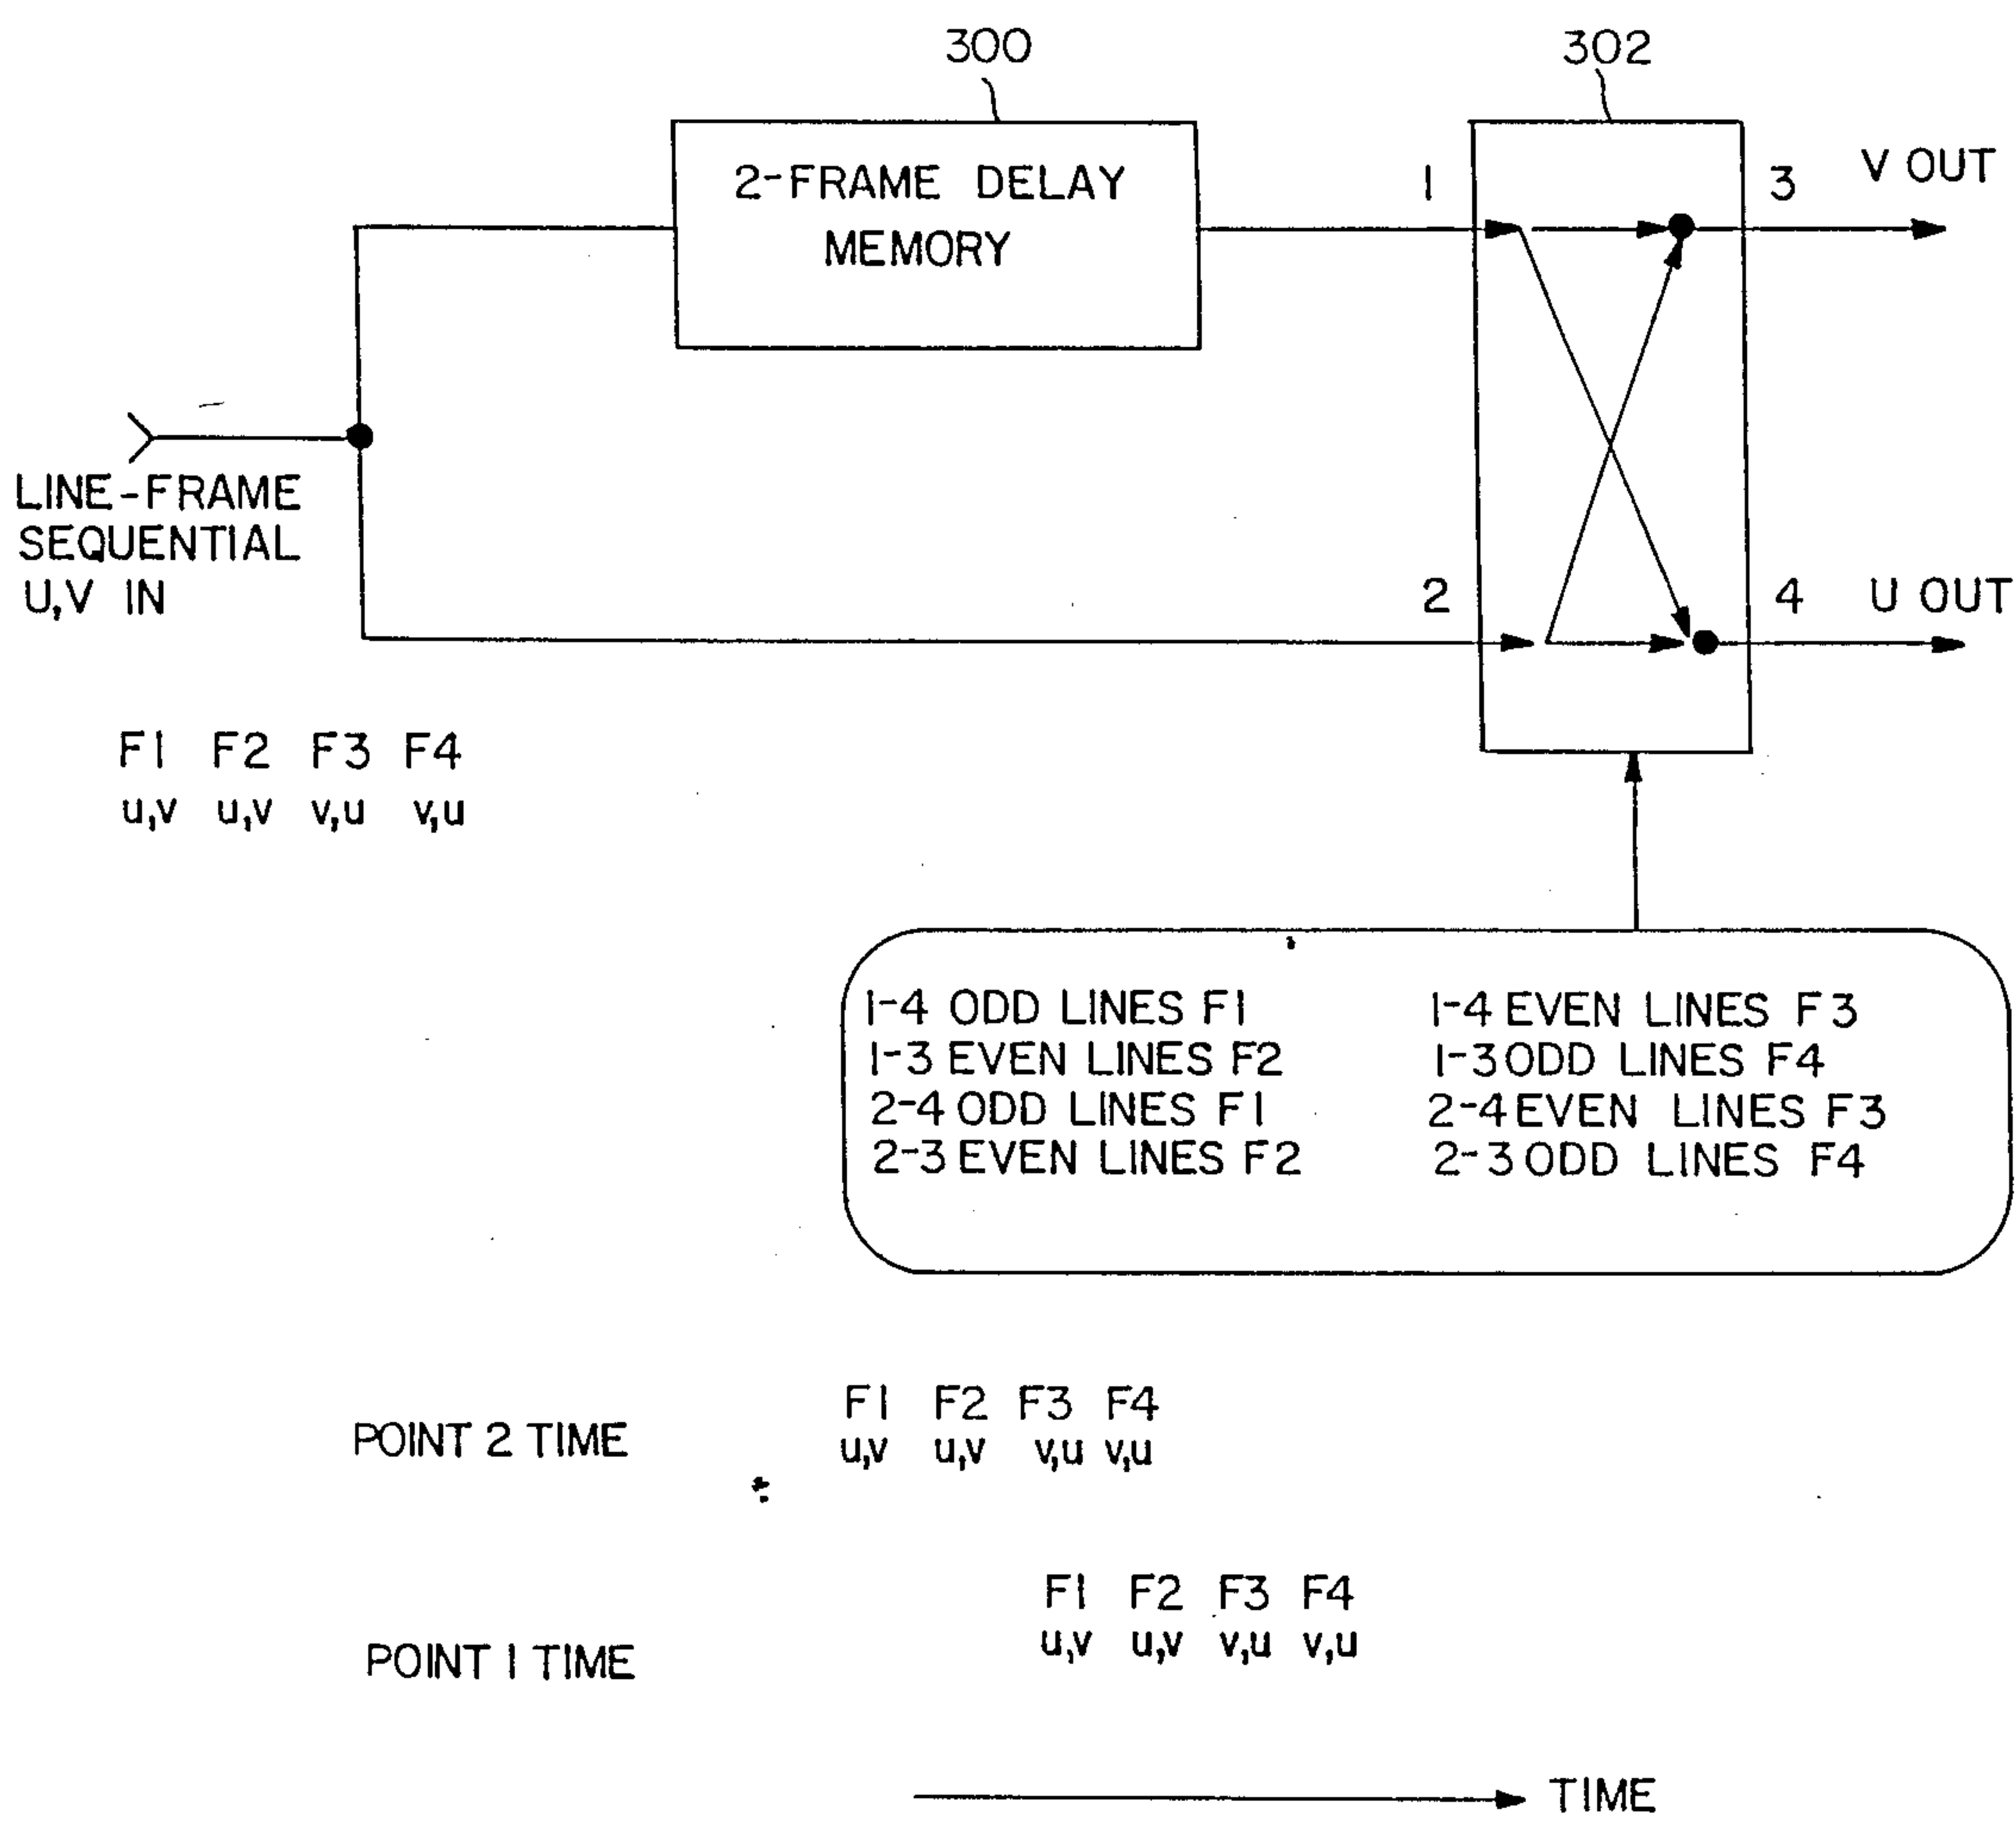 300
302
2-FRAME DELAY
MEMORY
1
3
V OUT
LINE-FRAME
SEQUENTIAL
U,V IN
2
4
U OUT
F1 F2 F3 F4
u,v u,v v,u v,u
1-4 ODD LINES F1
1-3 EVEN LINES F2
2-4 ODD LINES F1
2-3 EVEN LINES F2
1-4 EVEN LINES F3
1-3 ODD LINES F4
2-4 EVEN LINES F3
2-3 ODD LINES F4
POINT 2 TIME
F1 F2 F3 F4
u,v u,v v,u v,u
POINT 1 TIME
F1 F2 F3 F4
u,v u,v v,u v,u
TIME